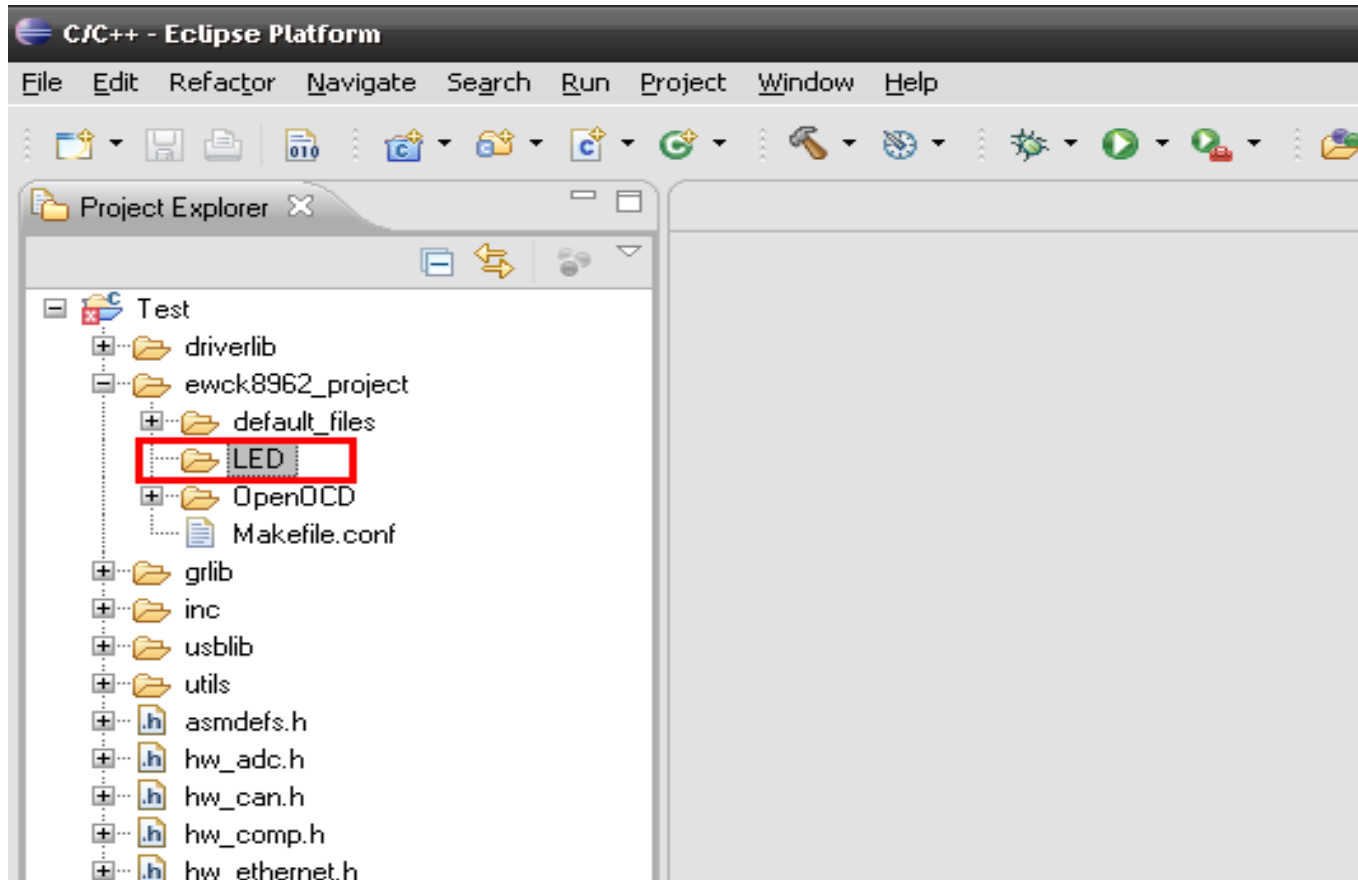 C/C++ - Eclipse Platform
File Edit Refactor Navigate Search Run Project Window Help
010
Project Explorer
Test
driverlib
ewck8962_project
default_files
LED
OpenOCD
Makefile.conf
grlib
inc
usblib
utils
asmdefs.h
hw_adc.h
hw_can.h
hw_comp.h
hw_ethernet.h